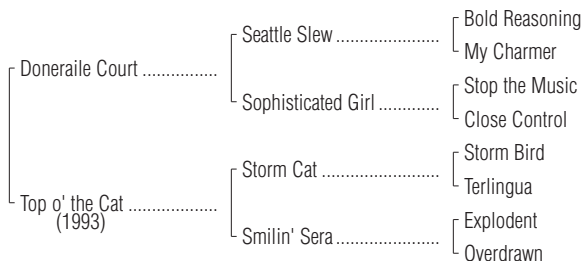 Bold Reasoning
Seattle Slew ......................
My Charmer
Doneraile Court ................
Stop the Music
Sophisticated Girl .............
Close Control
Storm Bird
Storm Cat .........................
Terlingua
Top o' the Cat ...................
(1993)
Explodent
Smilin' Sera ......................
Overdrawn